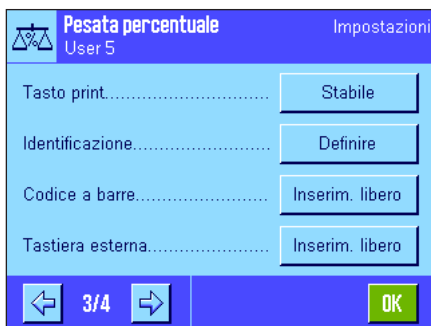 Pesata percentuale Impostazioni
User 5
Tasto print.............................. Stabile
Identificazione......................... Definire
Codice a barre........................ Inserim. libero
Tastiera esterna...................... Inserim. libero
3/4 OK